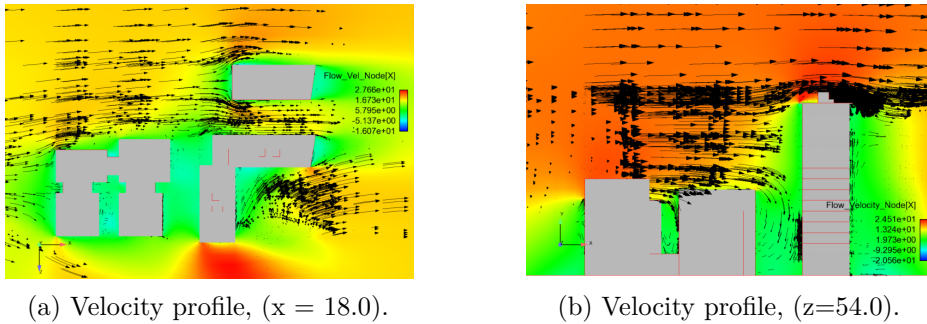 Flow_Vel_Node[X]
2.766e+01
1.673e+01
5.795e+00
-5.137e+00
-1.607e+01
x
Flow_Velocity_Node[X]
2.451e+01
1.324e+01
1.973e+00
-9.295e+00
-2.056e+01
Y
x
(a) Velocity profile, (x = 18.0).
(b) Velocity profile, (z=54.0).